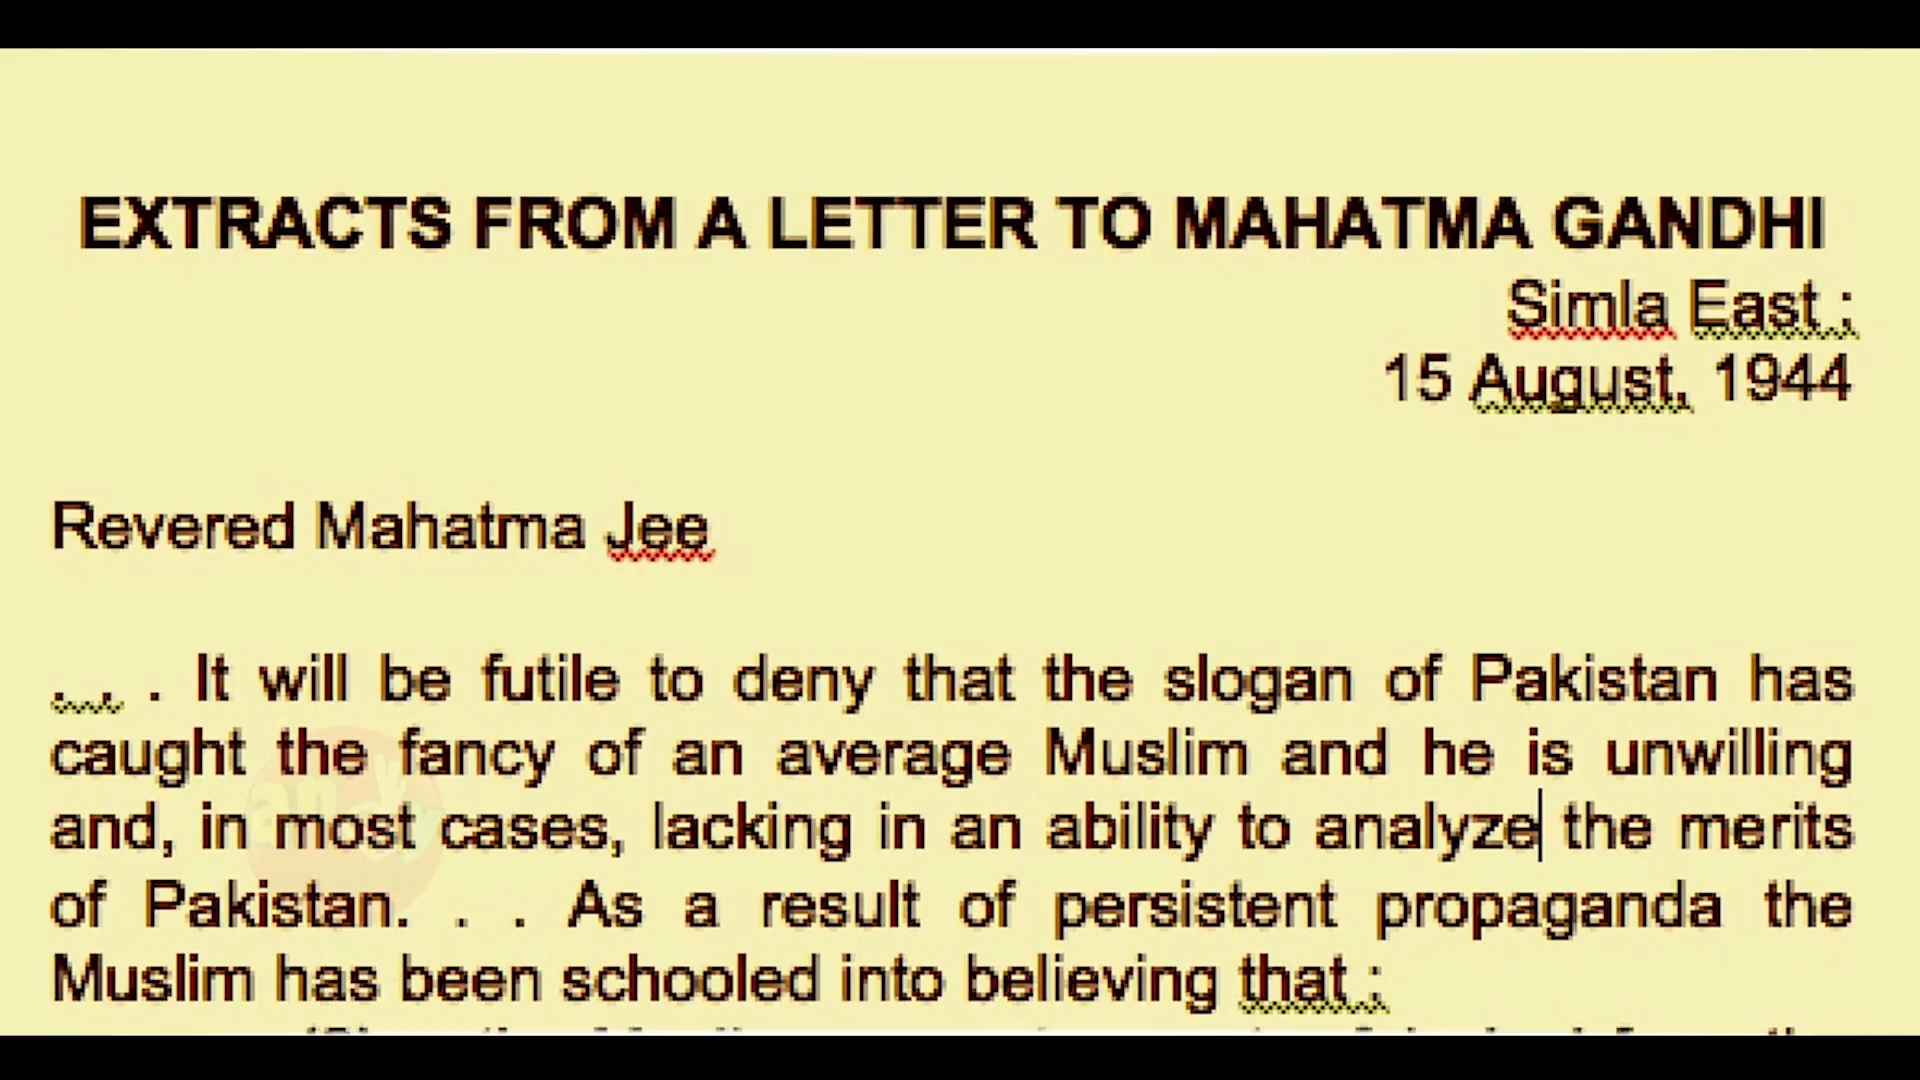 EXTRACTS FROM A LETTER TO MAHATMA GANDHI
Simla East ;
15 August, 1944
Revered Mahatma Jee
. . . It will be futile to deny that the slogan of Pakistan has
caught the fancy of an average Muslim and he is unwilling
and, in most cases, lacking in an ability to analyze the merits
of Pakistan. . . As a result of persistent propaganda the
Muslim has been schooled into believing that ;